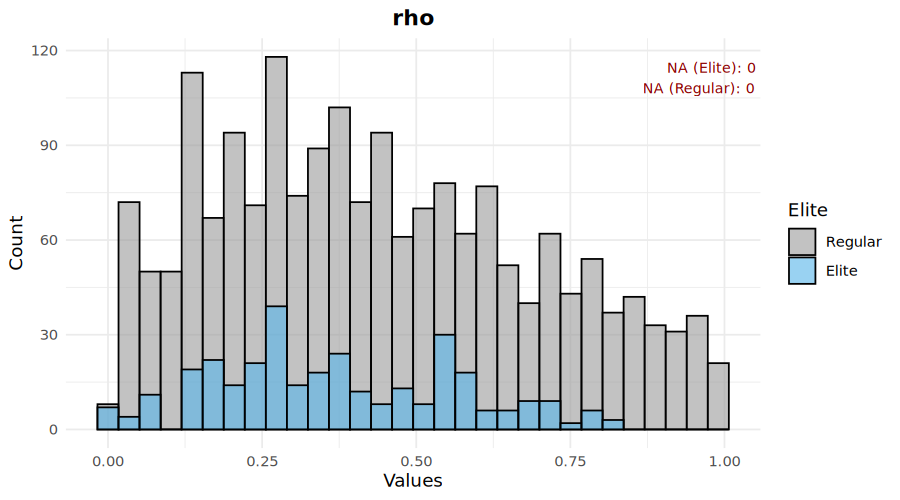 rho
120
90
60
30
0
Count
NA (Elite): 0
NA (Regular): 0
0.00
0.25
0.50
0.75
1.00
Values
Elite
Regular
Elite